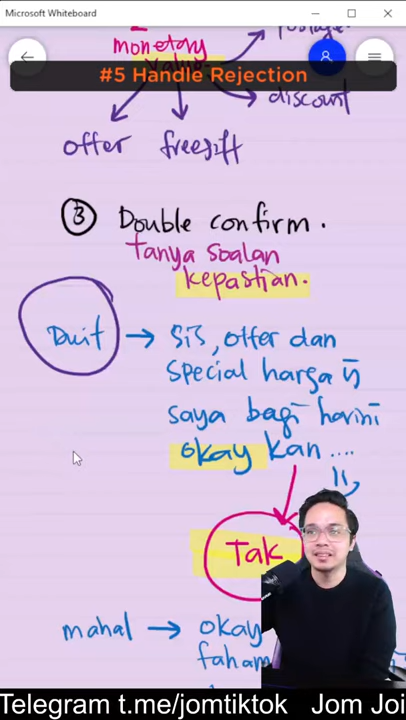 Microsoft Whiteboard
monetary
#5 Handle Rejection
discount
offer freegift
③ Double confirm.
tanya soalan
kepastian.
Duit → sis, offer dan
special harga ni
saya bagi harini
okay kan ....
Tak
mahal → okay
faham
Telegram t.me/jomtiktok Jom Joi